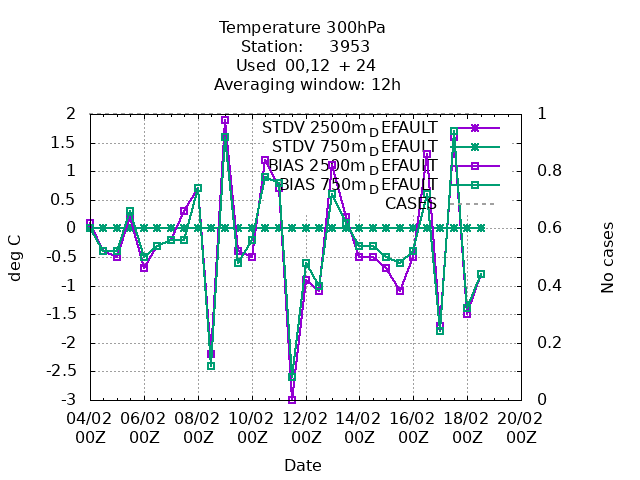 Temperature 300hPa
Station: 3953
Used 00,12 + 24
Averaging window: 12h
STDV 2500m_DEFAULT
STDV 750m_DEFAULT
BIAS 2500m_DEFAULT
BIAS 750m_DEFAULT
CASES
deg C
2
1.5
1
0.5
0
-0.5
-1
-1.5
-2
-2.5
-3
1
0.8
0.6
0.4
0.2
0
No cases
04/02 06/02 08/02 10/02 12/02 14/02 16/02 18/02 20/02
00Z 00Z 00Z 00Z 00Z 00Z 00Z 00Z 00Z
Date